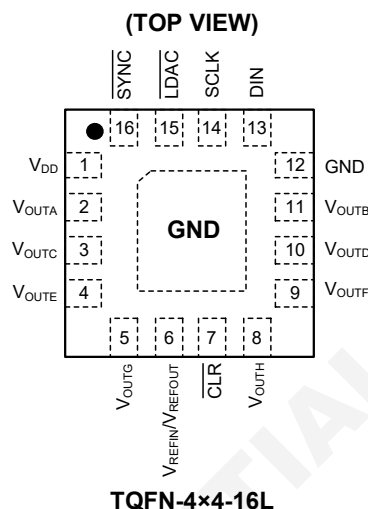 (TOP VIEW)
SYNC
LDAC
SCLK
DIN
16
15
14
13
VDD
1
12
GND
VOUTA
2
11
VOUTB
GND
VOUTC
3
10
VOUTD
VOUTE
4
9
VOUTF
5
6
7
8
VOUTG
VREFIN/VREFOUT
CLR
VOUTH
TQFN-4×4-16L